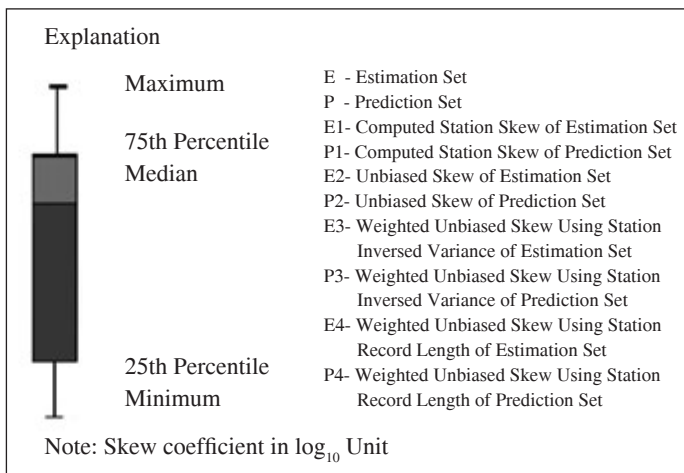 Explanation
Maximum
75th Percentile
Median
25th Percentile
Minimum
E - Estimation Set
P - Prediction Set
E1- Computed Station Skew of Estimation Set
P1- Computed Station Skew of Prediction Set
E2- Unbiased Skew of Estimation Set
P2- Unbiased Skew of Prediction Set
E3- Weighted Unbiased Skew Using Station
Inversed Variance of Estimation Set
P3- Weighted Unbiased Skew Using Station
Inversed Variance of Prediction Set
E4- Weighted Unbiased Skew Using Station
Record Length of Estimation Set
P4- Weighted Unbiased Skew Using Station
Record Length of Prediction Set
Note: Skew coefficient in log₁₀ Unit